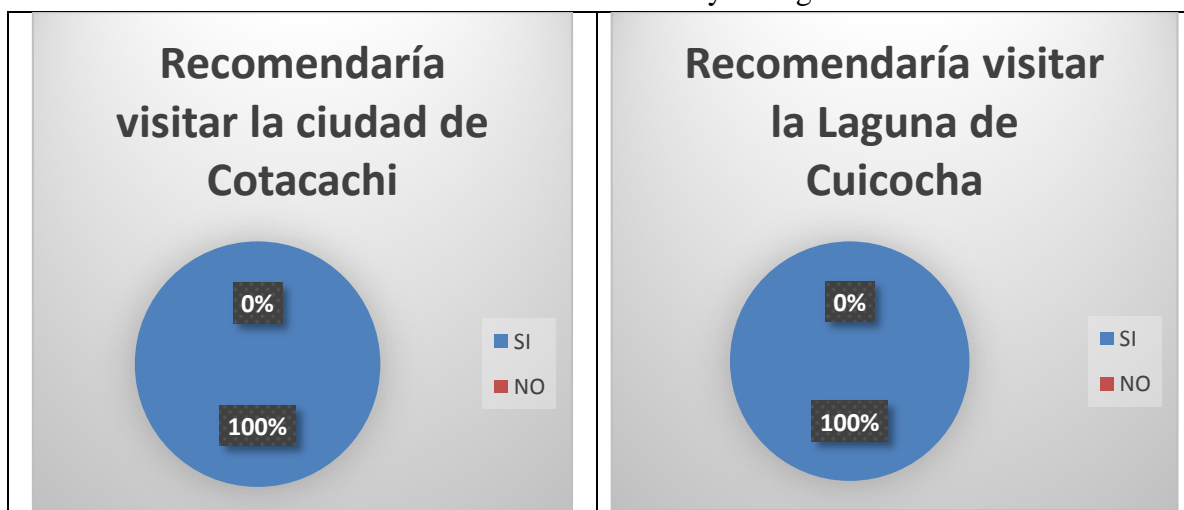 Recomendaría
visitar la ciudad de
Cotacachi
0%
100%
SI
NO
Recomendaría visitar
la Laguna de
Cuicocha
0%
100%
SI
NO